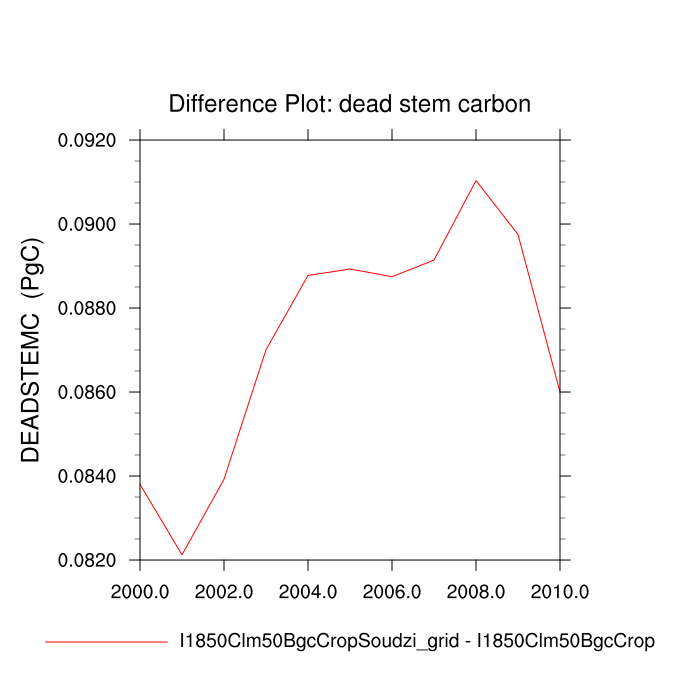 Difference Plot: dead stem carbon
DEADSTEMC (PgC)
0.0920
0.0900
0.0880
0.0860
0.0840
0.0820
2000.0 2002.0 2004.0 2006.0 2008.0 2010.0
I1850Clm50BgcCropSoudzi_grid - I1850Clm50BgcCrop